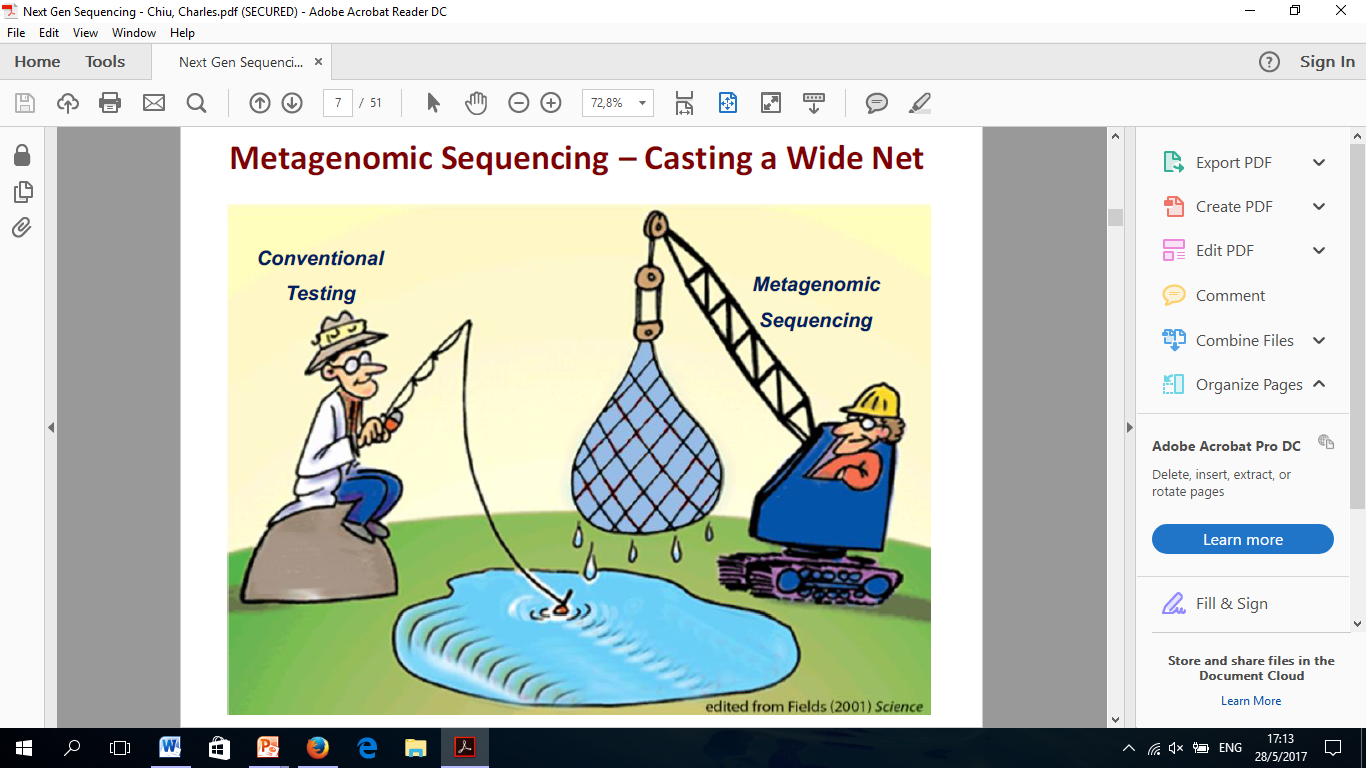 Next Gen Sequencing - Chiu, Charles.pdf (SECURED) - Adobe Acrobat Reader DC
File Edit View Window Help
Home Tools Next Gen Sequenci... × ? Sign In
7 / 51 72,8%
Metagenomic Sequencing – Casting a Wide Net
Conventional
Testing
Metagenomic
Sequencing
edited from Fields (2001) Science
Export PDF
Create PDF
Edit PDF
Comment
Combine Files
Organize Pages
Adobe Acrobat Pro DC
Delete, insert, extract, or
rotate pages
Learn more
Fill & Sign
Store and share files in the
Document Cloud
Learn More
ENG
17:13
28/5/2017